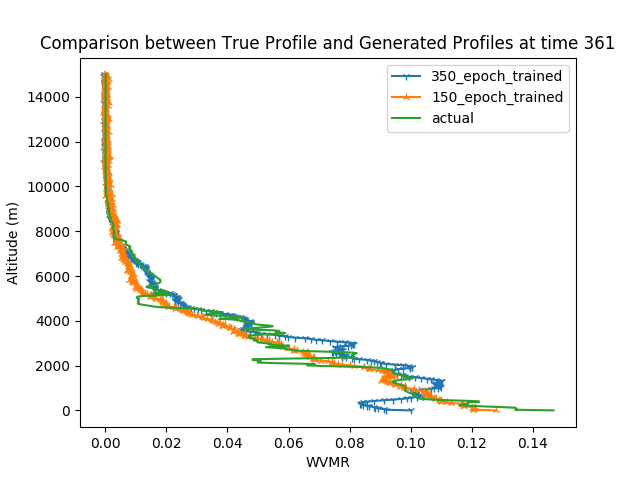 Comparison between True Profile and Generated Profiles at time 361
350_epoch_trained
150_epoch_trained
actual
Altitude (m)
14000
12000
10000
8000
6000
4000
2000
0
0.00 0.02 0.04 0.06 0.08 0.10 0.12 0.14
WVMR